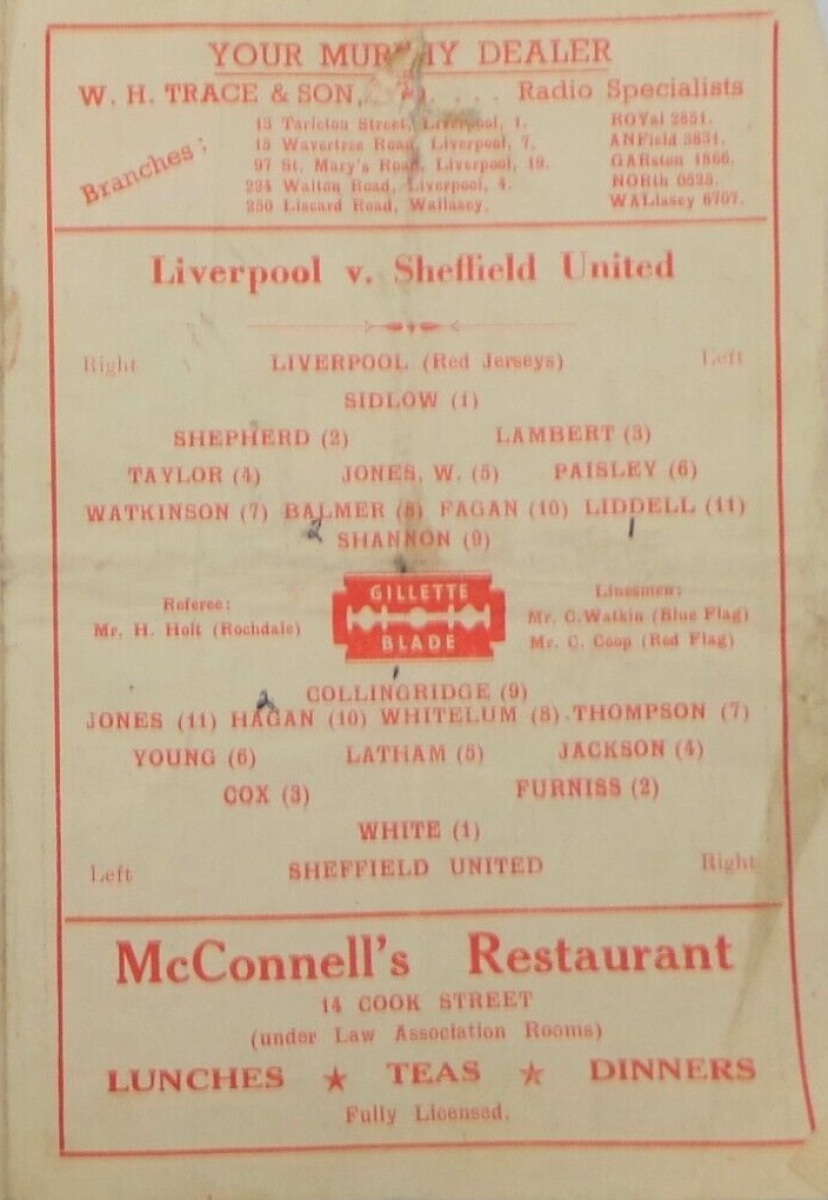 YOUR MURPHY DEALER
W. H. TRACE & SON, . . . Radio Specialists
Branches:
13 Tarleton Street, Liverpool, 1. ROYal 2851.
15 Wavertree Road, Liverpool, 7. ANField 3831.
97 St. Mary's Road, Liverpool, 19. GARston 1866.
224 Walton Road, Liverpool, 4. NORth 0525.
250 Liscard Road, Wallasey. WALlasey 6707.
Liverpool v. Sheffield United
Right LIVERPOOL (Red Jerseys) Left
SIDLOW (1)
SHEPHERD (2) LAMBERT (3)
TAYLOR (4) JONES, W. (5) PAISLEY (6)
WATKINSON (7) BALMER (8) FAGAN (10) LIDDELL (11)
2 SHANNON (9) 1
GILLETTE
BLADE
Referee:
Mr. H. Holt (Rochdale)
Linesmen:
Mr. C. Watkin (Blue Flag)
Mr. C. Coop (Red Flag)
1
COLLINGRIDGE (9)
2
JONES (11) HAGAN (10) WHITELUM (8) THOMPSON (7)
YOUNG (6) LATHAM (5) JACKSON (4)
COX (3) FURNISS (2)
WHITE (1)
Left SHEFFIELD UNITED Right
McConnell's Restaurant
14 COOK STREET
(under Law Association Rooms)
LUNCHES ★ TEAS ★ DINNERS
Fully Licensed.